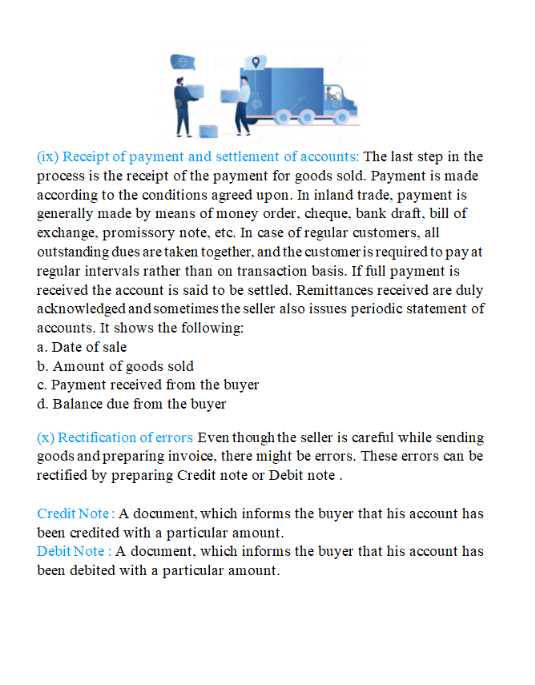 (ix) Receipt of payment and settlement of accounts: The last step in the
process is the receipt of the payment for goods sold. Payment is made
according to the conditions agreed upon. In inland trade, payment is
generally made by means of money order, cheque, bank draft, bill of
exchange, promissory note, etc. In case of regular customers, all
outstanding dues are taken together, and the customer is required to pay at
regular intervals rather than on transaction basis. If full payment is
received the account is said to be settled. Remittances received are duly
acknowledged and sometimes the seller also issues periodic statement of
accounts. It shows the following:
a. Date of sale
b. Amount of goods sold
c. Payment received from the buyer
d. Balance due from the buyer
(x) Rectification of errors Even though the seller is careful while sending
goods and preparing invoice, there might be errors. These errors can be
rectified by preparing Credit note or Debit note .
Credit Note : A document, which informs the buyer that his account has
been credited with a particular amount.
Debit Note : A document, which informs the buyer that his account has
been debited with a particular amount.